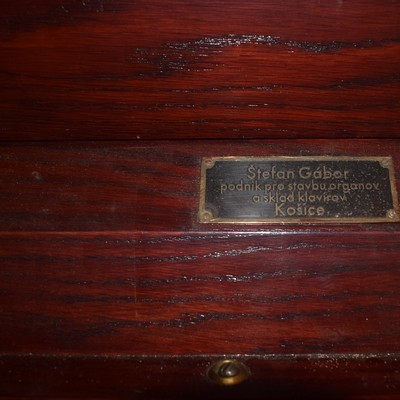 Štefan Gábor
podnik pre stavbu organov
a sklad klavírov
Košice